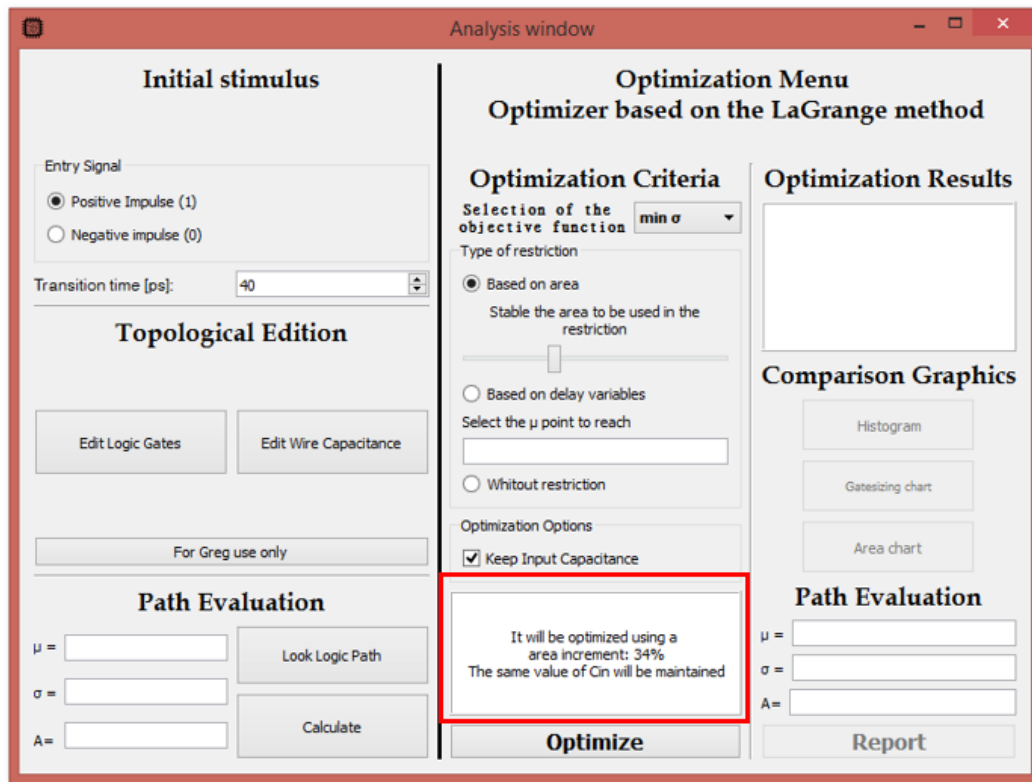 Analysis window
Initial stimulus
Entry Signal
Positive Impulse (1)
Negative impulse (0)
Transition time [ps]:
40
Topological Edition
Edit Logic Gates
Edit Wire Capacitance
For Greg use only
Path Evaluation
μ =
σ =
A=
Look Logic Path
Calculate
Optimization Menu
Optimizer based on the LaGrange method
Optimization Criteria
Selection of the
objective function
min σ
Type of restriction
Based on area
Stable the area to be used in the
restriction
Based on delay variables
Select the μ point to reach
Whitout restriction
Optimization Options
Keep Input Capacitance
It will be optimized using a
area increment: 34%
The same value of Cin will be maintained
Optimize
Optimization Results
Comparison Graphics
Histogram
Gatesizing chart
Area chart
Path Evaluation
μ =
σ =
A=
Report